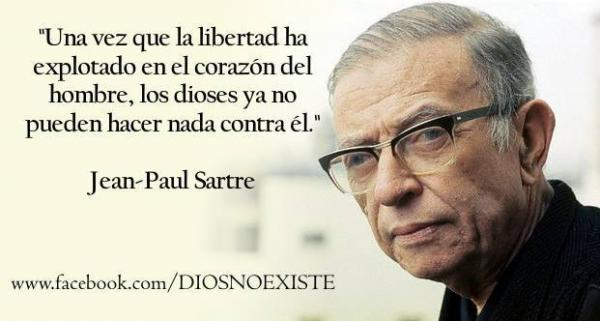 "Una vez que la libertad ha
explotado en el corazón del
hombre, los dioses ya no
pueden hacer nada contra él."
Jean-Paul Sartre
www.facebook.com/DIOSNOEXISTE